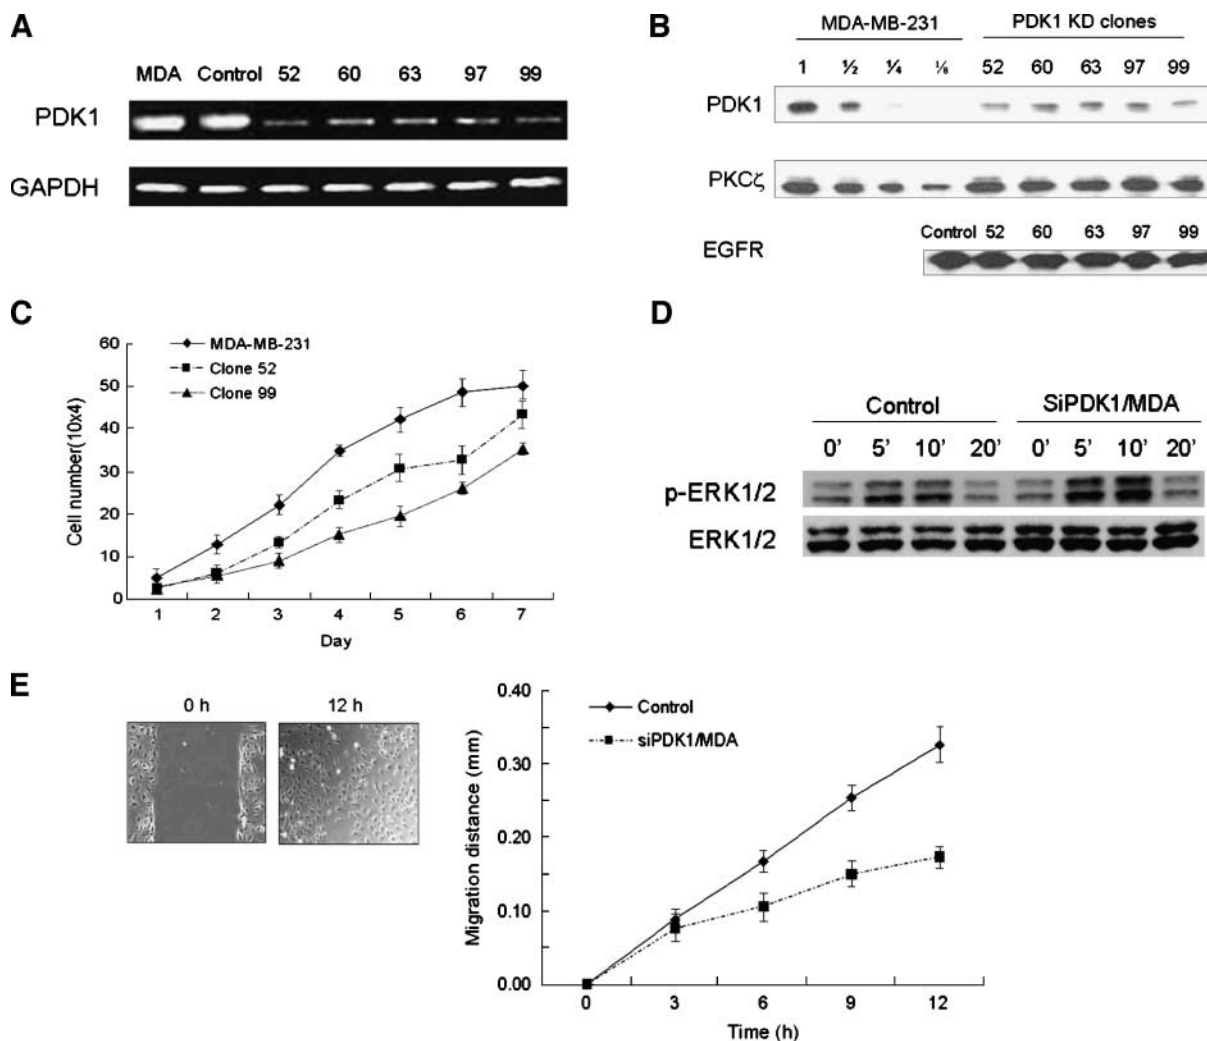 A
MDA Control 52 60 63 97 99
PDK1
GAPDH
B
MDA-MB-231 PDK1 KD clones
1 ½ ¼ ⅛ 52 60 63 97 99
PDK1
PKCζ
Control 52 60 63 97 99
EGFR
C
MDA-MB-231
Clone 52
Clone 99
Cell number(10x4)
60
50
40
30
20
10
0
1 2 3 4 5 6 7
Day
D
Control SiPDK1/MDA
0' 5' 10' 20' 0' 5' 10' 20'
p-ERK1/2
ERK1/2
E
0 h 12 h
Control
siPDK1/MDA
Migration distance (mm)
0.40
0.30
0.20
0.10
0.00
0 3 6 9 12
Time (h)